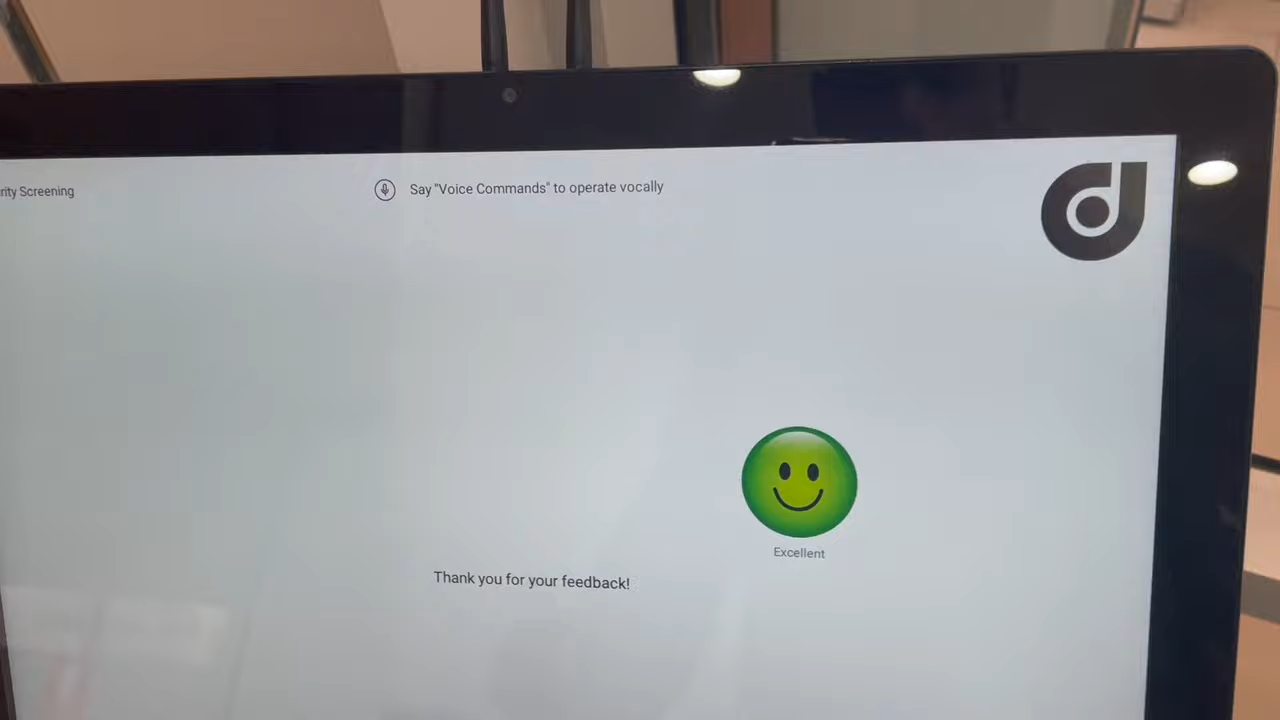 rity Screening
Say "Voice Commands" to operate vocally
Excellent
Thank you for your feedback!